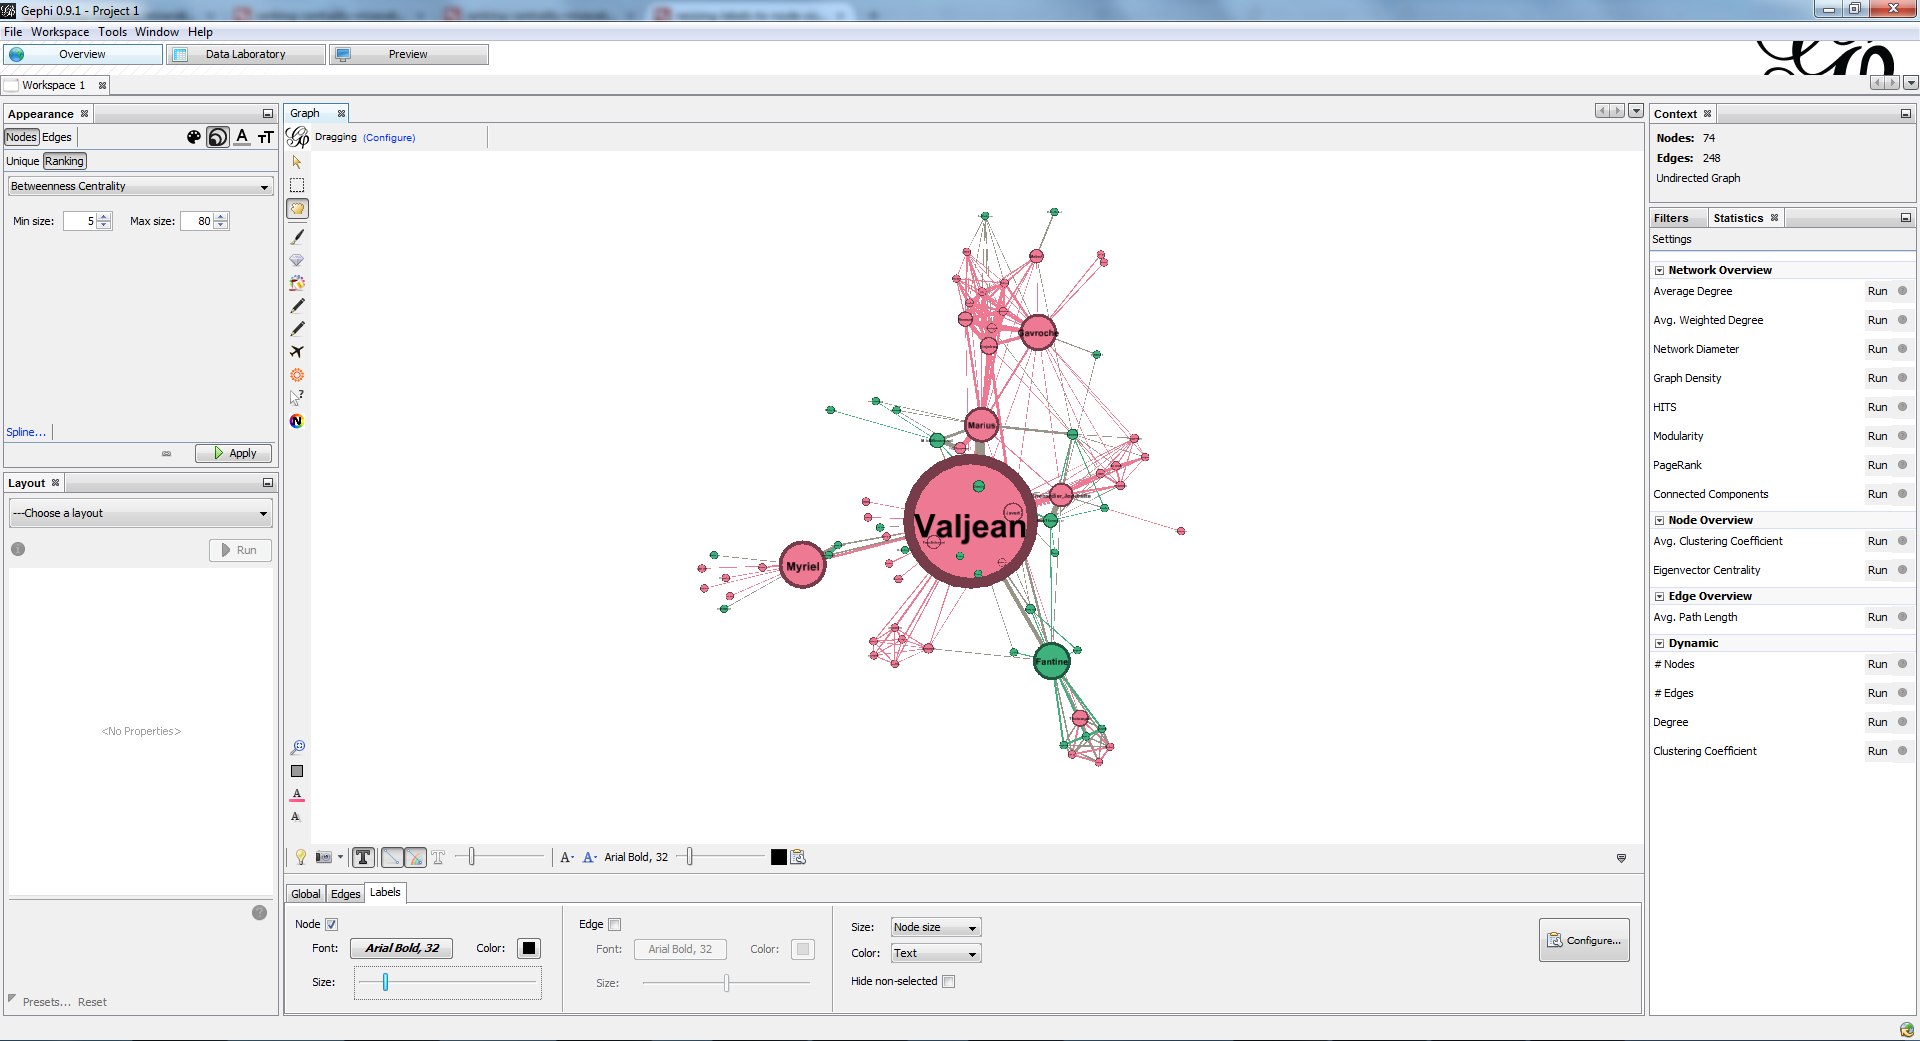 Gephi 0.9.1 - Project 1
File Workspace Tools Window Help
Overview Data Laboratory Preview
Workspace 1
Appearance
Nodes Edges
Unique Ranking
Betweenness Centrality
Min size: 5 Max size: 80
Spline...
Apply
Layout
---Choose a layout
Run
<No Properties>
Presets... Reset
Graph
Dragging (Configure)
Gavroche
Marius
Valjean
Myriel
Fantine
Arial Bold, 32
Global Edges Labels
Node
Font: Arial Bold, 32 Color:
Size:
Edge
Font: Arial Bold, 32 Color:
Size:
Size: Node size
Color: Text
Hide non-selected
Configure...
Context
Nodes: 74
Edges: 248
Undirected Graph
Filters Statistics
Settings
Network Overview
Average Degree Run
Avg. Weighted Degree Run
Network Diameter Run
Graph Density Run
HITS Run
Modularity Run
PageRank Run
Connected Components Run
Node Overview
Avg. Clustering Coefficient Run
Eigenvector Centrality Run
Edge Overview
Avg. Path Length Run
Dynamic
# Nodes Run
# Edges Run
Degree Run
Clustering Coefficient Run